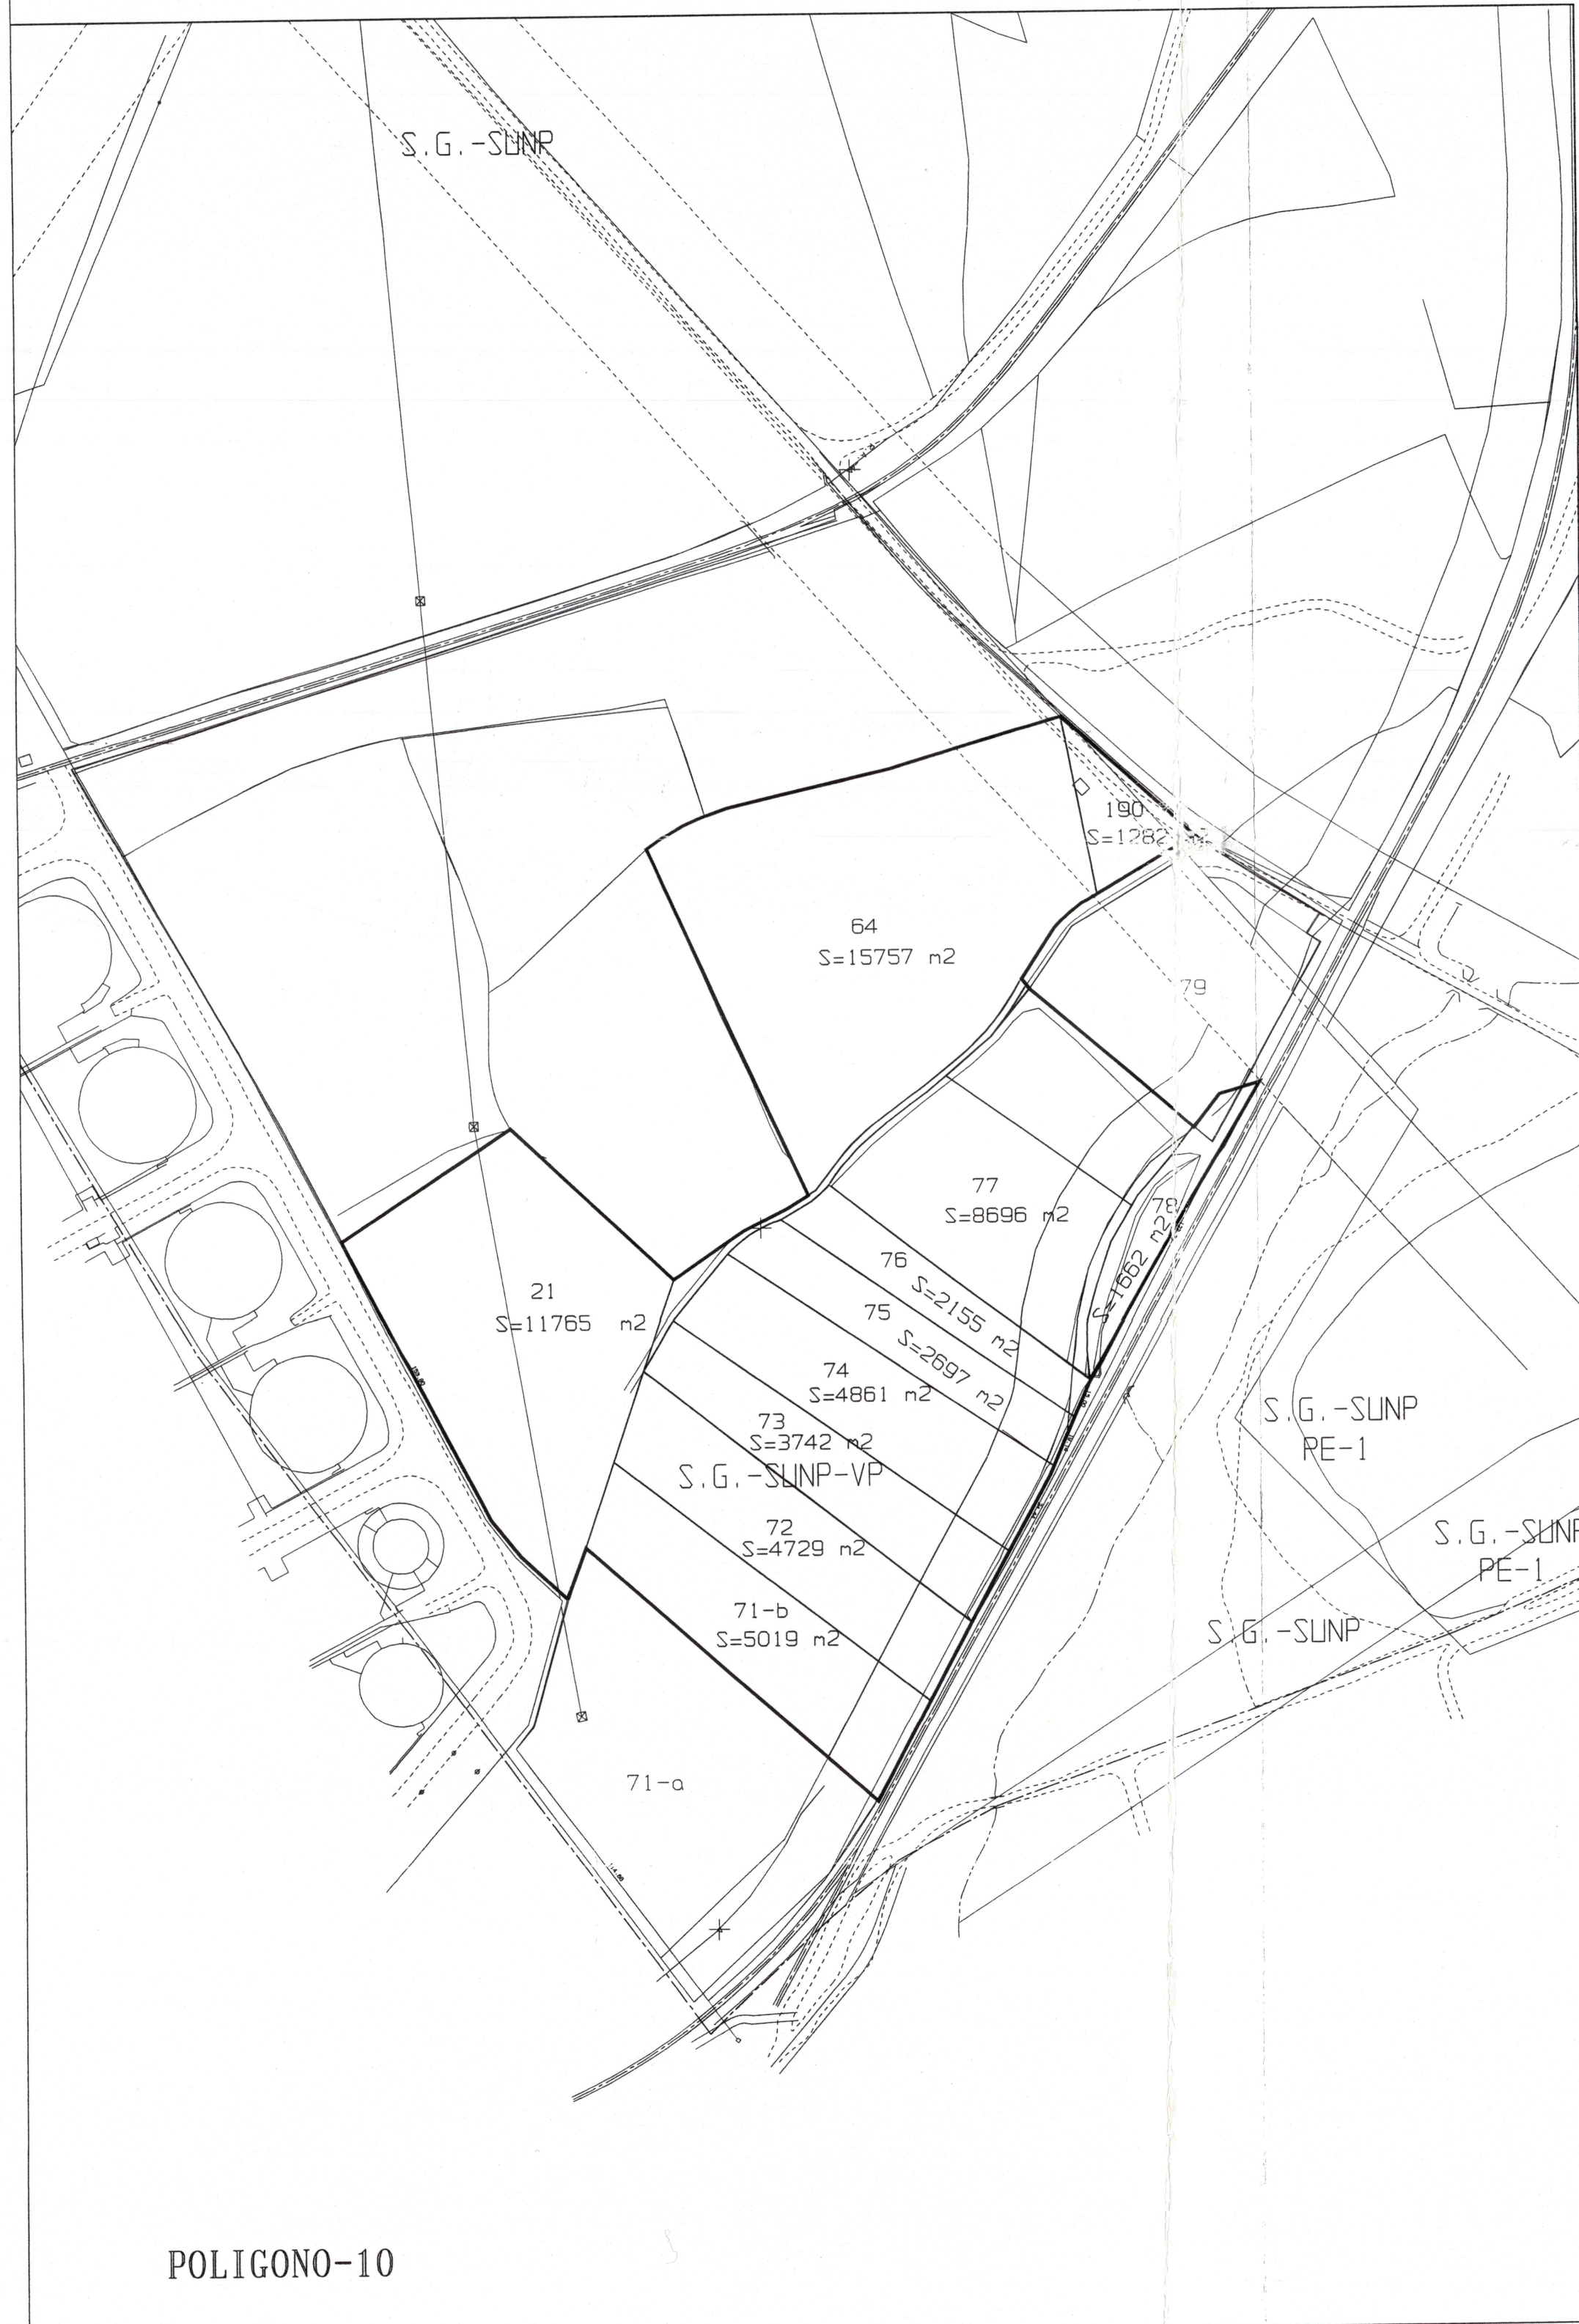 S.G.-SUNP
190
S=1282 m2
64
S=15757 m2
79
77
S=8696 m2
78
S=1662 m2
76
S=2155 m2
21
S=11765 m2
75
S=2697 m2
74
S=4861 m2
73
S=3742 m2
S.G.-SUNP-VP
S.G.-SUNP
PE-1
72
S=4729 m2
S.G.-SUNP
PE-1
71-b
S=5019 m2
S.G.-SUNP
71-a
POLIGONO-10